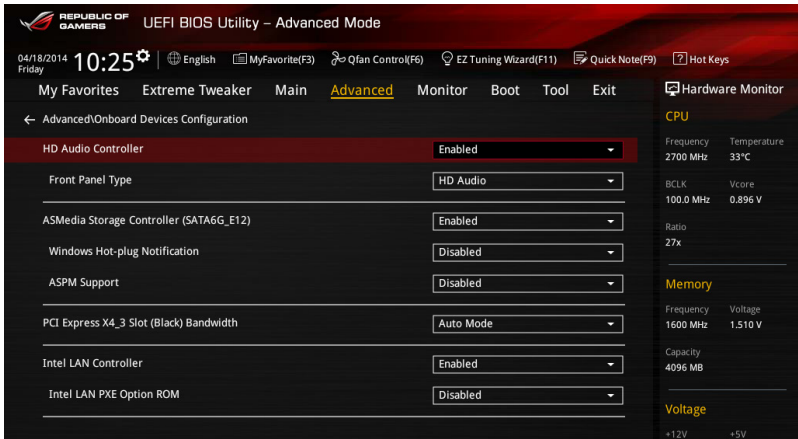 REPUBLIC OF
GAMERS
UEFI BIOS Utility – Advanced Mode
04/18/2014
Friday
10:25
English
MyFavorite(F3)
Qfan Control(F6)
EZ Tuning Wizard(F11)
Quick Note(F9)
? Hot Keys
My Favorites Extreme Tweaker Main Advanced Monitor Boot Tool Exit
← Advanced\Onboard Devices Configuration
HD Audio Controller Enabled
Front Panel Type HD Audio
ASMedia Storage Controller (SATA6G_E12) Enabled
Windows Hot-plug Notification Disabled
ASPM Support Disabled
PCI Express X4_3 Slot (Black) Bandwidth Auto Mode
Intel LAN Controller Enabled
Intel LAN PXE Option ROM Disabled
Hardware Monitor
CPU
Frequency Temperature
2700 MHz 33°C
BCLK Vcore
100.0 MHz 0.896 V
Ratio
27x
Memory
Frequency Voltage
1600 MHz 1.510 V
Capacity
4096 MB
Voltage
+12V +5V